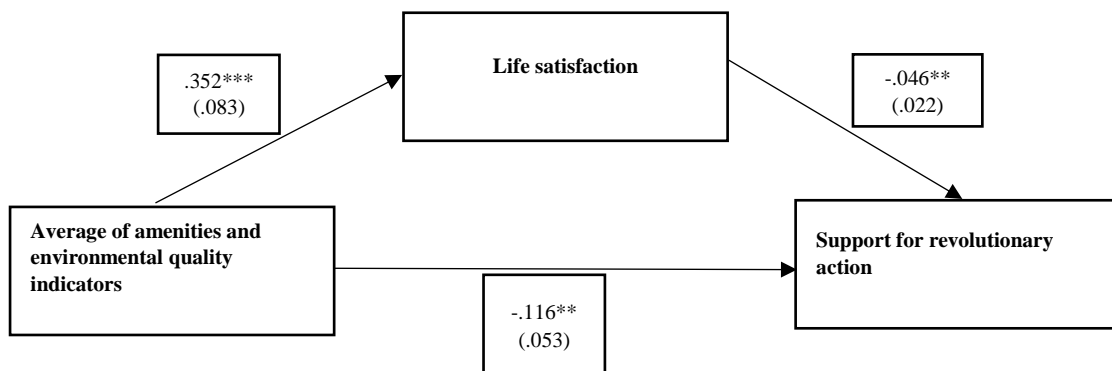 Life satisfaction
.352***
(.083)
-.046**
(.022)
Average of amenities and
environmental quality
indicators
Support for revolutionary
action
-.116**
(.053)